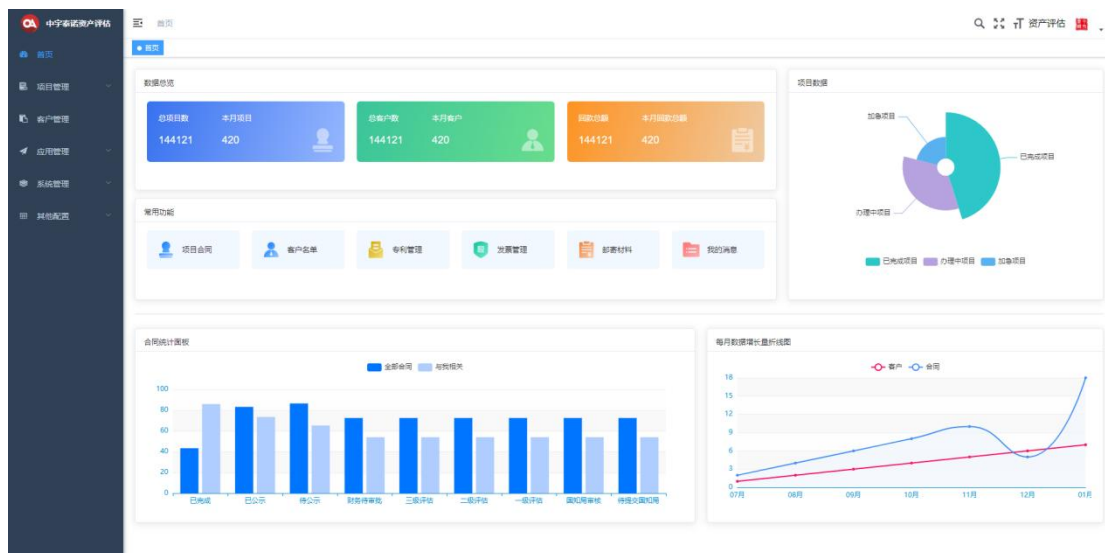 OA 中宇泰诺资产评估
首页
项目管理
客户管理
应用管理
系统管理
其他配置
首页
资产评估
首页
数据总览
总项目数 本月项目
144121 420
总客户数 本月客户
144121 420
回款总额 本月回款总额
144121 420
常用功能
项目合同
客户名单
专利管理
发票管理
邮寄材料
我的消息
项目数据
加急项目
已完成项目
办理中项目
已完成项目 办理中项目 加急项目
合同统计面板
全部合同 与我相关
100
80
60
40
20
0
已完成 已公示 待公示 财务待审批 三级评估 二级评估 一级评估 国知局审核 待提交国知局
每月数据增长量折线图
客户 合同
18
15
12
9
6
3
0
07月 08月 09月 10月 11月 12月 01月